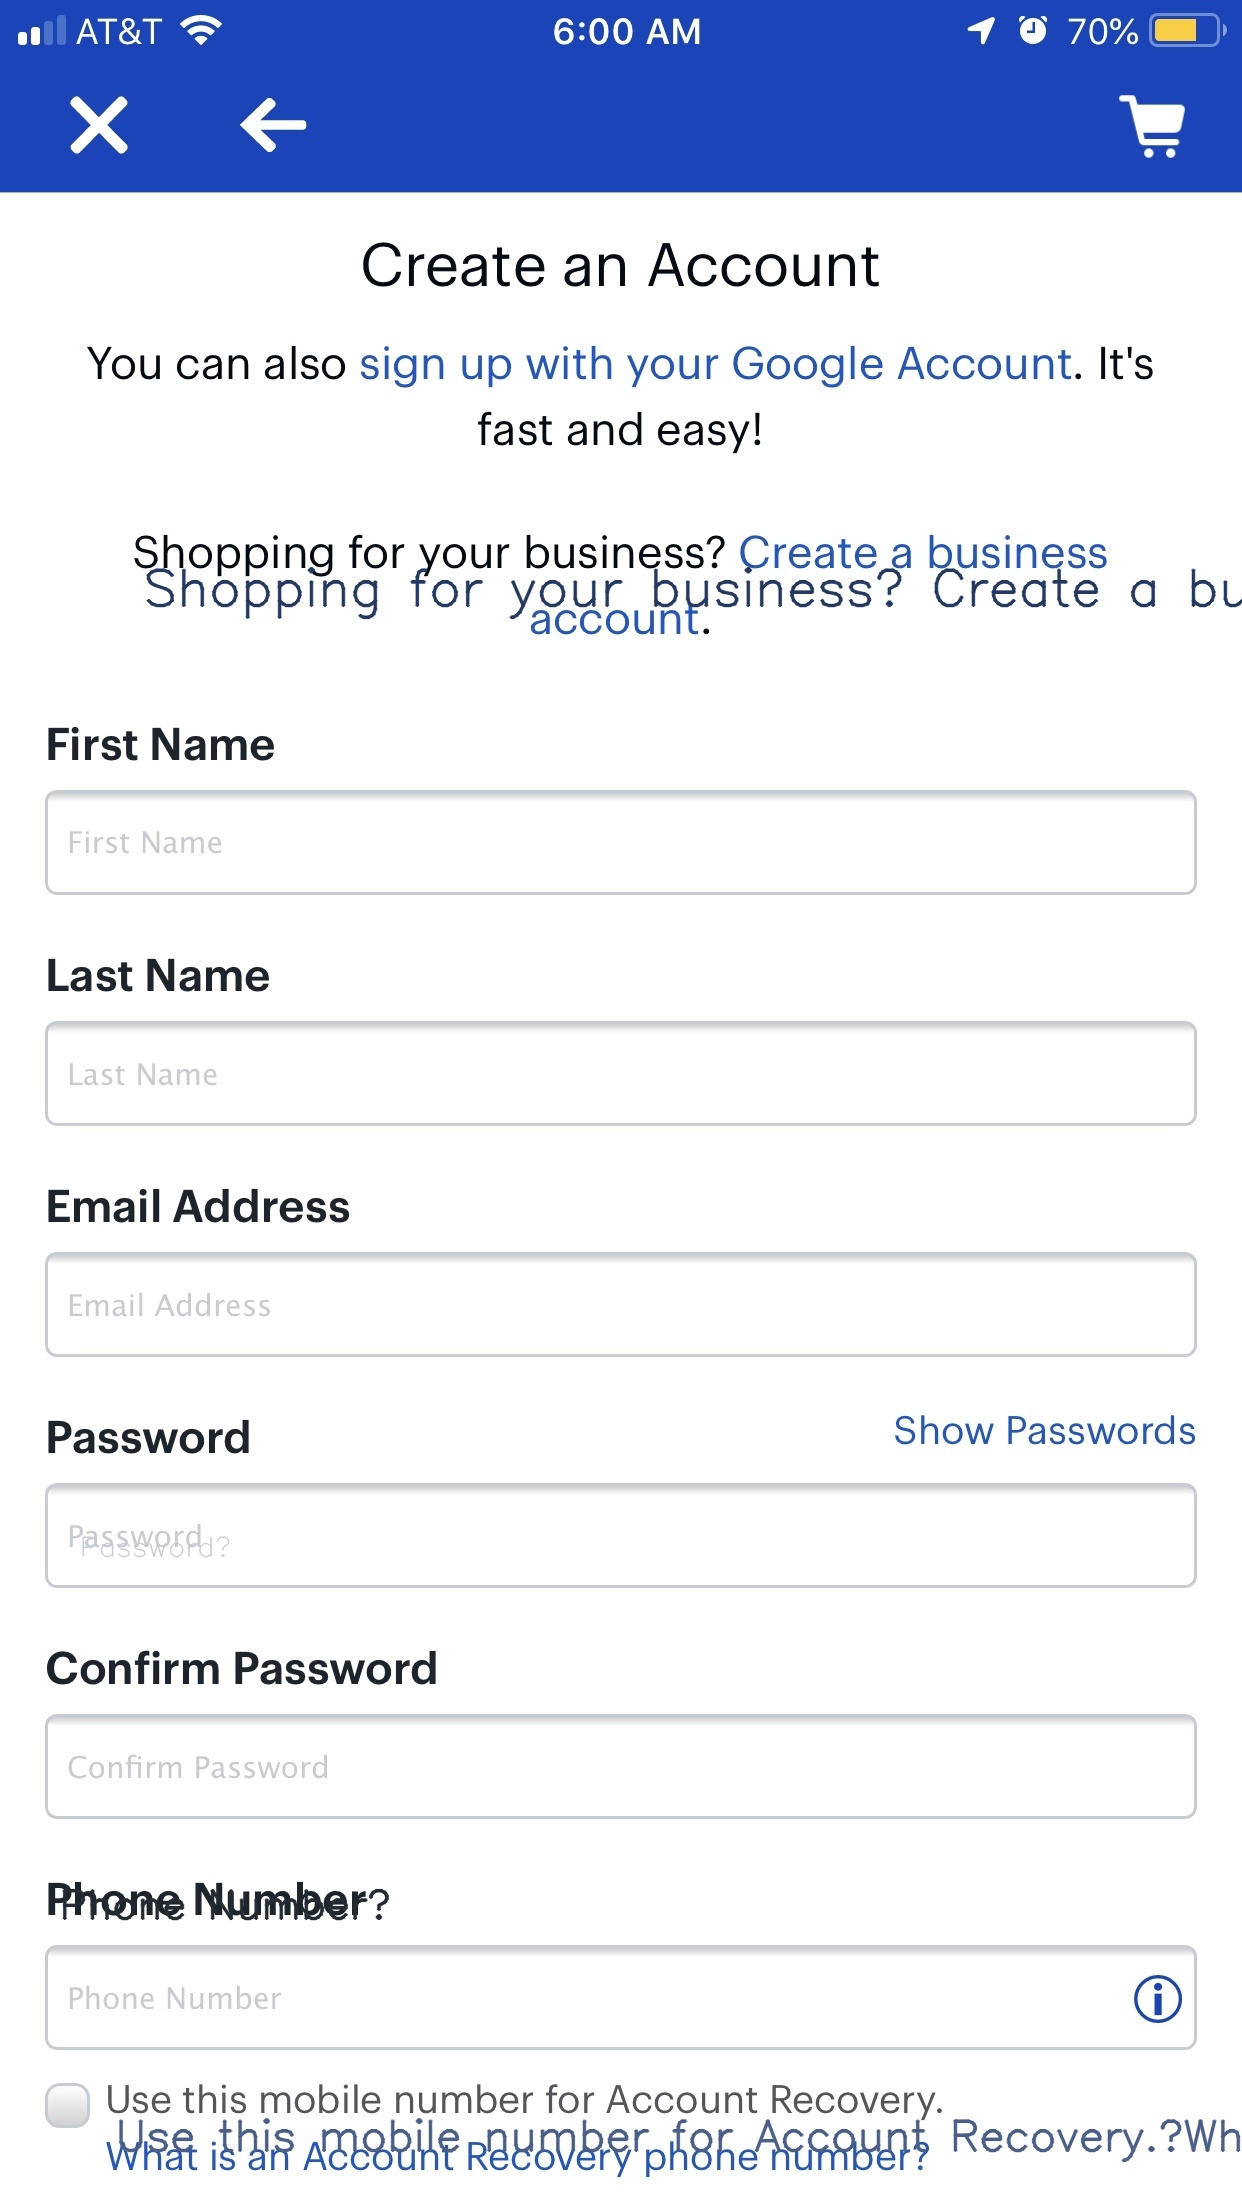 AT&T 6:00 AM 70%
Create an Account
You can also sign up with your Google Account. It's
fast and easy!
Shopping for your business? Create a business
Shopping for your business? Create a bu
account.
First Name
First Name
Last Name
Last Name
Email Address
Email Address
Password Show Passwords
Password
Password?
Confirm Password
Confirm Password
Phone Number
Phone Number?
Phone Number
Use this mobile number for Account Recovery.
Use this mobile number for Account Recovery.?Wh
What is an Account Recovery phone number?